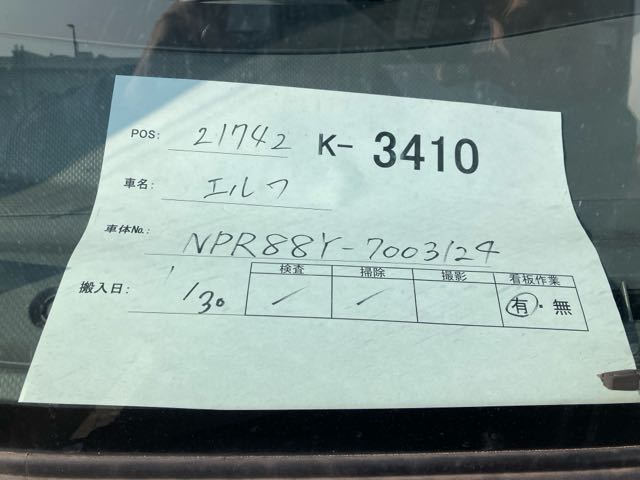 POS: 21742 K- 3410
車名: エルフ
車体No.: NPR88Y-7003124
搬入日: 1/30
検査 掃除 撮影 看板作業
有・無